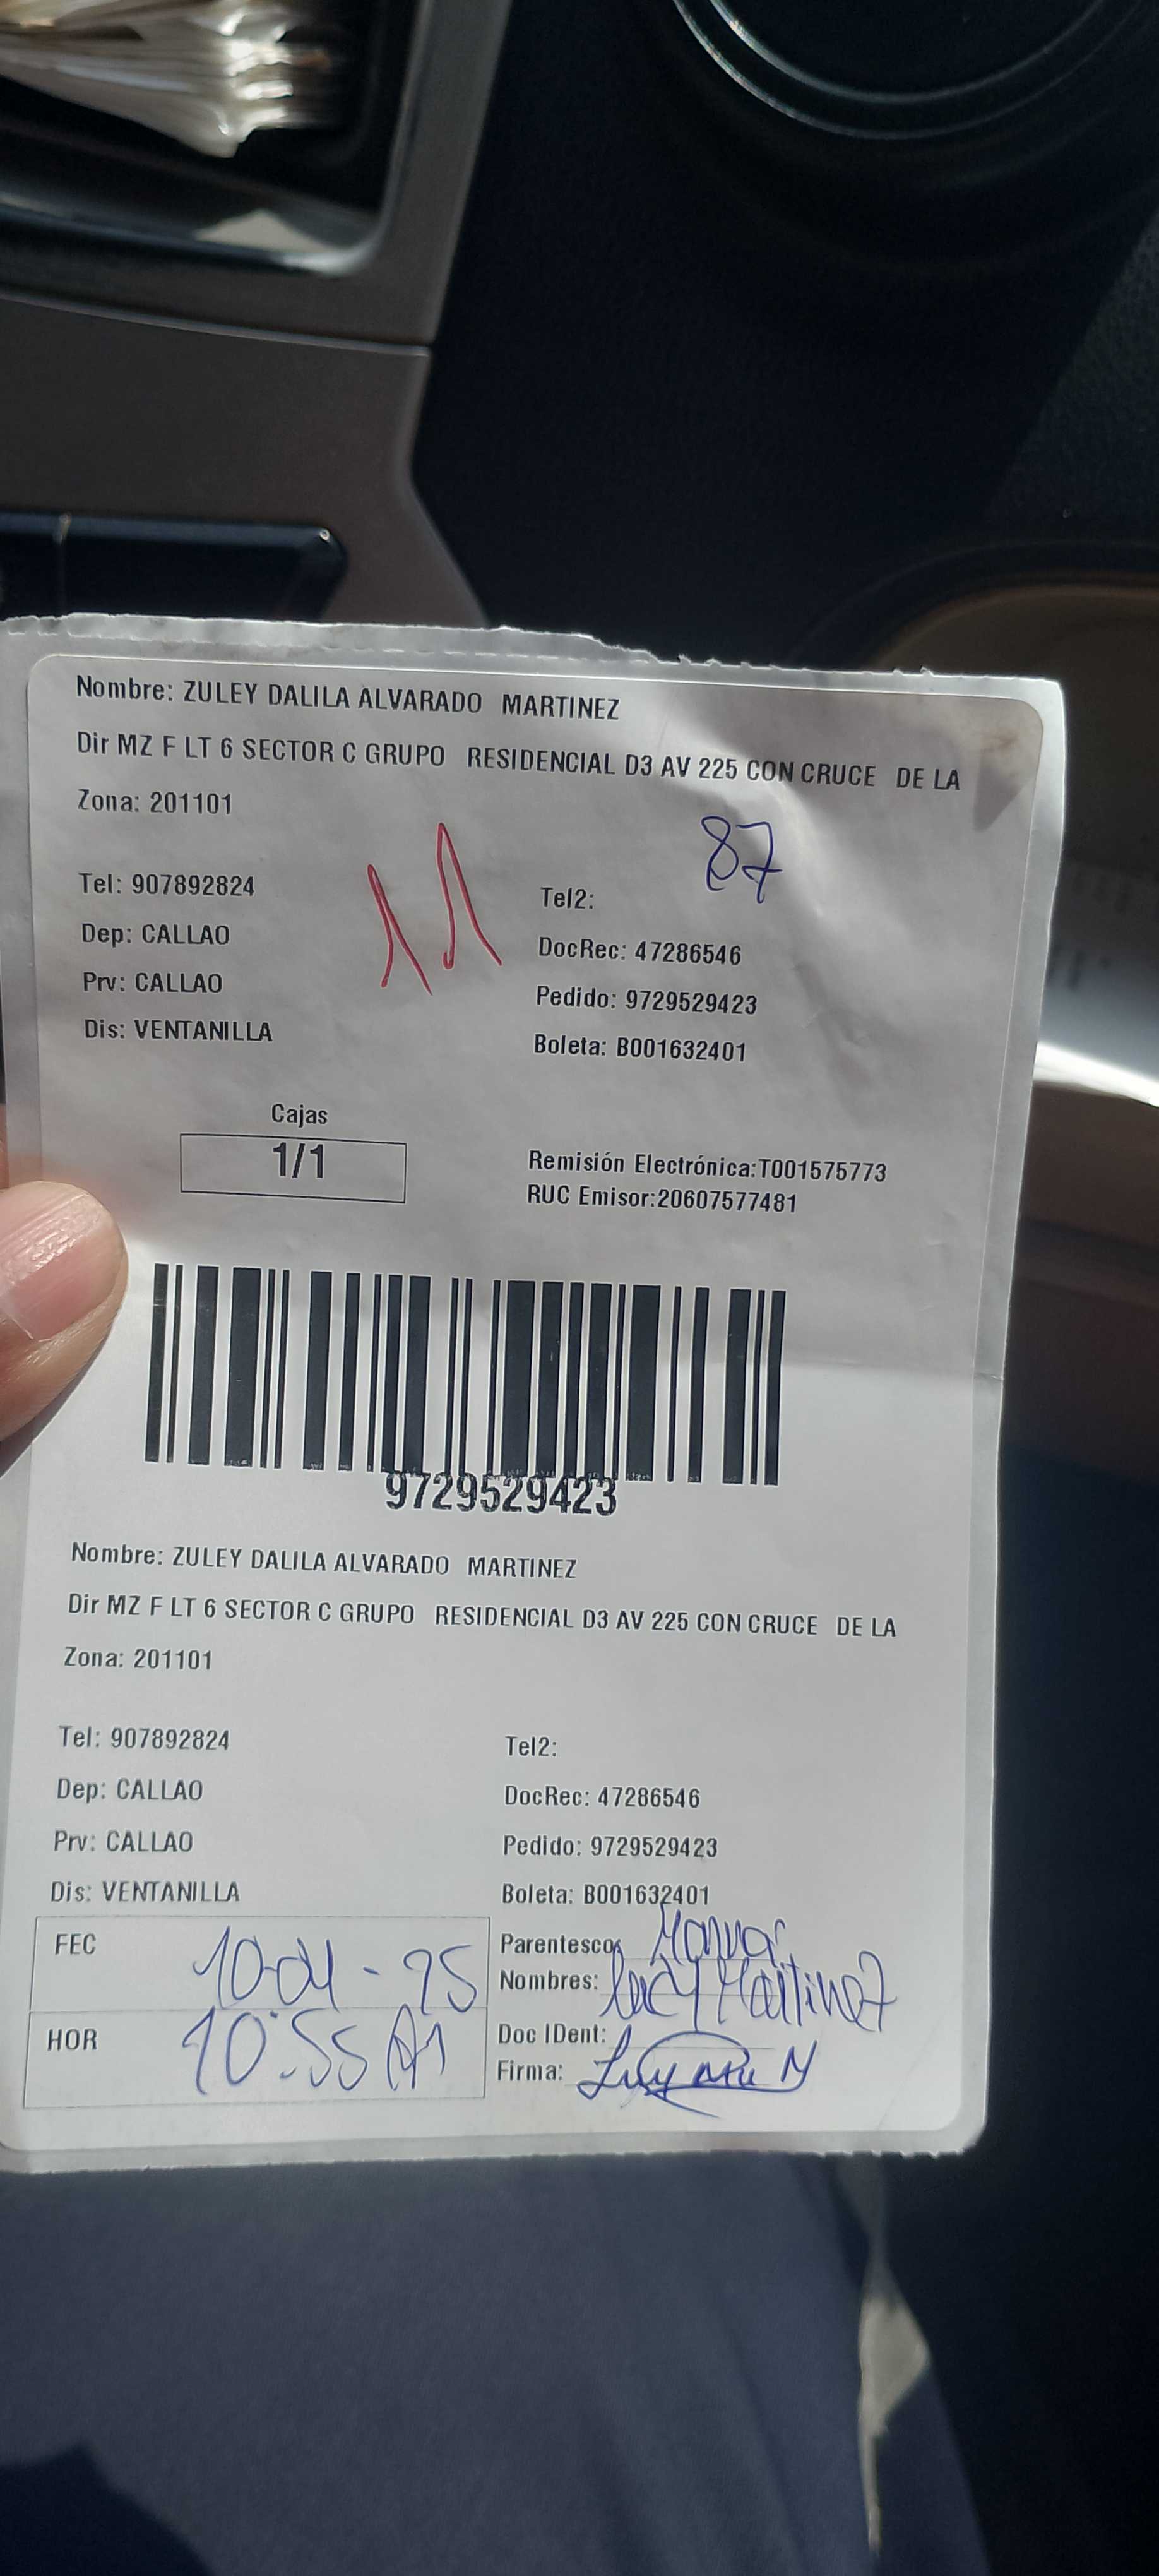 Nombre: ZULEY DALILA ALVARADO MARTINEZ
Dir MZ F LT 6 SECTOR C GRUPO RESIDENCIAL D3 AV 225 CON CRUCE DE LA
Zona: 201101
87
11
Tel: 907892824 Tel2:
Dep: CALLAO DocRec: 47286546
Prv: CALLAO Pedido: 9729529423
Dis: VENTANILLA Boleta: B001632401
Cajas
1/1
Remisión Electrónica:T001575773
RUC Emisor:20607577481
9729529423
Nombre: ZULEY DALILA ALVARADO MARTINEZ
Dir MZ F LT 6 SECTOR C GRUPO RESIDENCIAL D3 AV 225 CON CRUCE DE LA
Zona: 201101
Tel: 907892824 Tel2:
Dep: CALLAO DocRec: 47286546
Prv: CALLAO Pedido: 9729529423
Dis: VENTANILLA Boleta: B001632401
FEC 10-04-25 Parentesco
Nombres: Martinez
HOR 10:55 AM Doc IDent:
Firma: